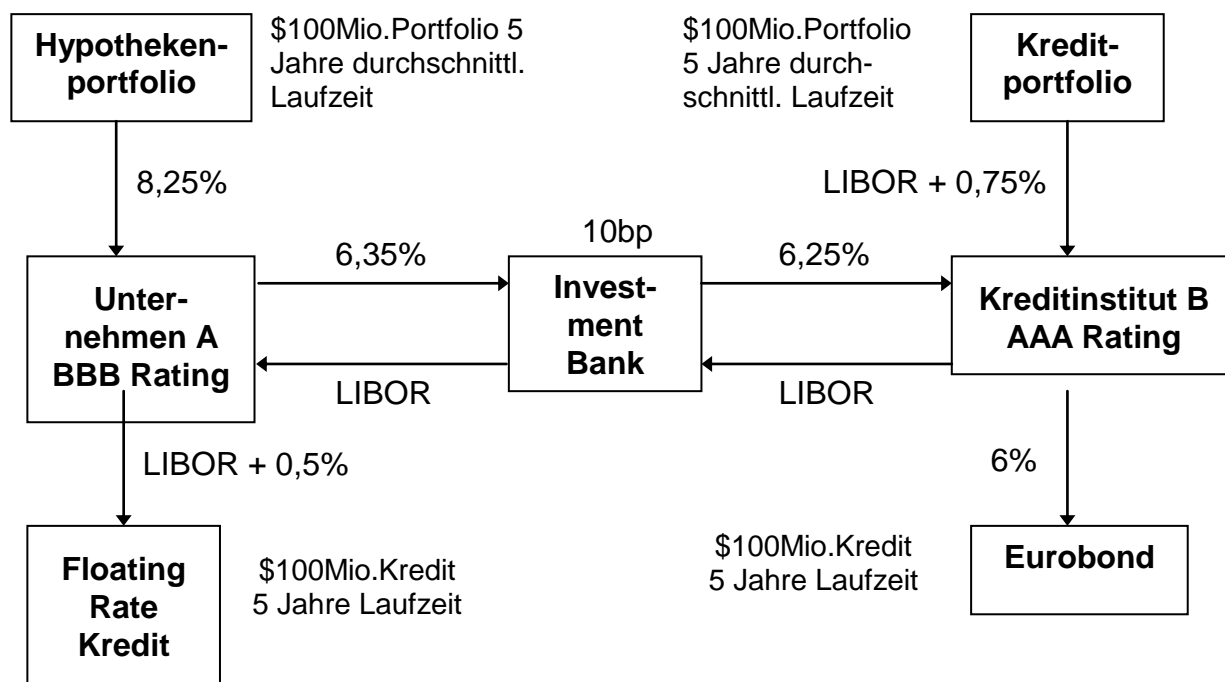 Hypotheken-
portfolio
$100Mio.Portfolio 5
Jahre durchschnittl.
Laufzeit
$100Mio.Portfolio
5 Jahre durch-
schnittl. Laufzeit
Kredit-
portfolio
8,25%
LIBOR + 0,75%
10bp
6,35%
6,25%
Unter-
nehmen A
BBB Rating
Invest-
ment
Bank
Kreditinstitut B
AAA Rating
LIBOR
LIBOR
LIBOR + 0,5%
6%
Floating
Rate
Kredit
$100Mio.Kredit
5 Jahre Laufzeit
$100Mio.Kredit
5 Jahre Laufzeit
Eurobond